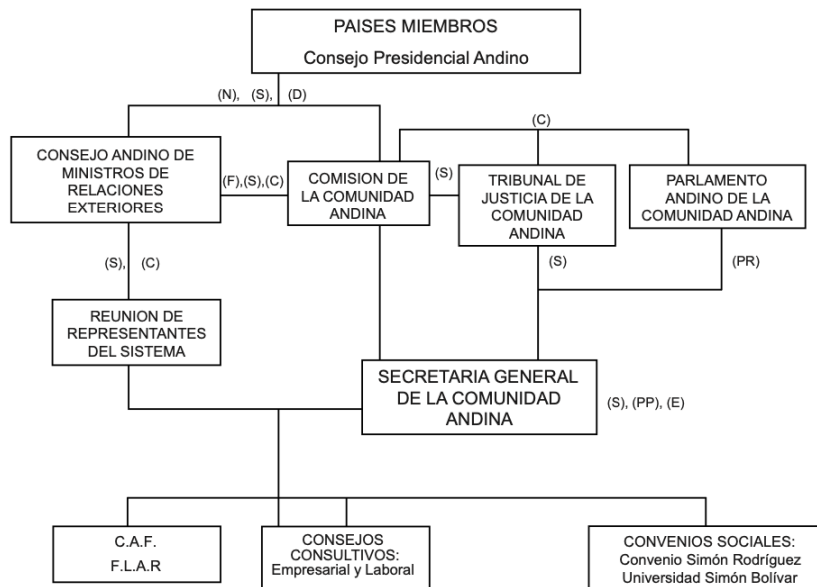 PAISES MIEMBROS
Consejo Presidencial Andino
(N), (S), (D)
(C)
CONSEJO ANDINO DE
MINISTROS DE
RELACIONES
EXTERIORES
(F),(S),(C)
COMISION DE
LA COMUNIDAD
ANDINA
(S)
TRIBUNAL DE
JUSTICIA DE LA
COMUNIDAD
ANDINA
PARLAMENTO
ANDINO DE LA
COMUNIDAD ANDINA
(S), (C)
(S)
(PR)
REUNION DE
REPRESENTANTES
DEL SISTEMA
SECRETARIA GENERAL
DE LA COMUNIDAD
ANDINA
(S), (PP), (E)
C.A.F.
F.L.A.R
CONSEJOS
CONSULTIVOS:
Empresarial y Laboral
CONVENIOS SOCIALES:
Convenio Simón Rodríguez
Universidad Simón Bolívar